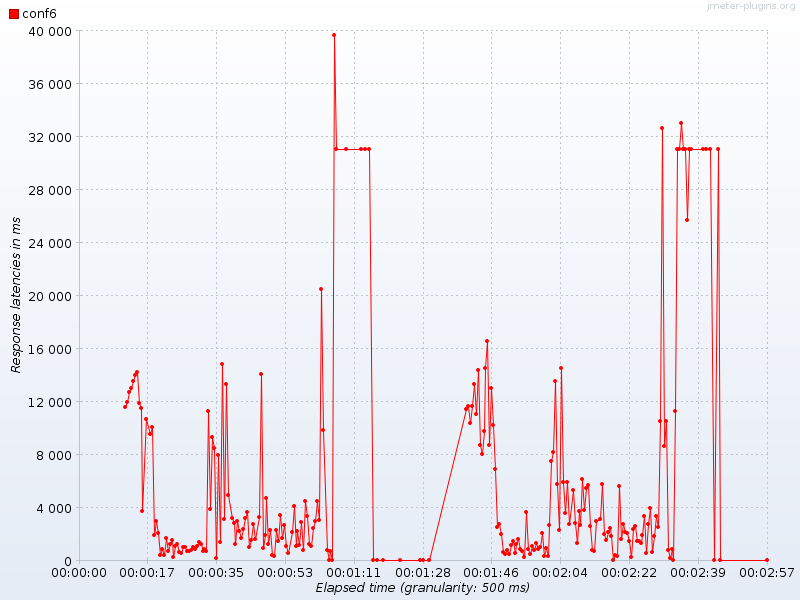 jmeter-plugins.org
conf6
40 000
36 000
32 000
28 000
24 000
20 000
16 000
12 000
8 000
4 000
0
Response latencies in ms
00:00:00 00:00:17 00:00:35 00:00:53 00:01:11 00:01:28 00:01:46 00:02:04 00:02:22 00:02:39 00:02:57
Elapsed time (granularity: 500 ms)